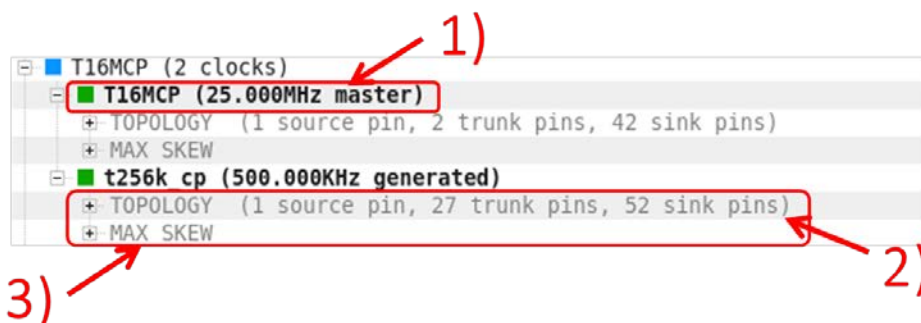 1)
T16MCP (2 clocks)
T16MCP (25.000MHz master)
TOPOLOGY (1 source pin, 2 trunk pins, 42 sink pins)
MAX SKEW
t256k_cp (500.000KHz generated)
TOPOLOGY (1 source pin, 27 trunk pins, 52 sink pins)
MAX SKEW
2)
3)